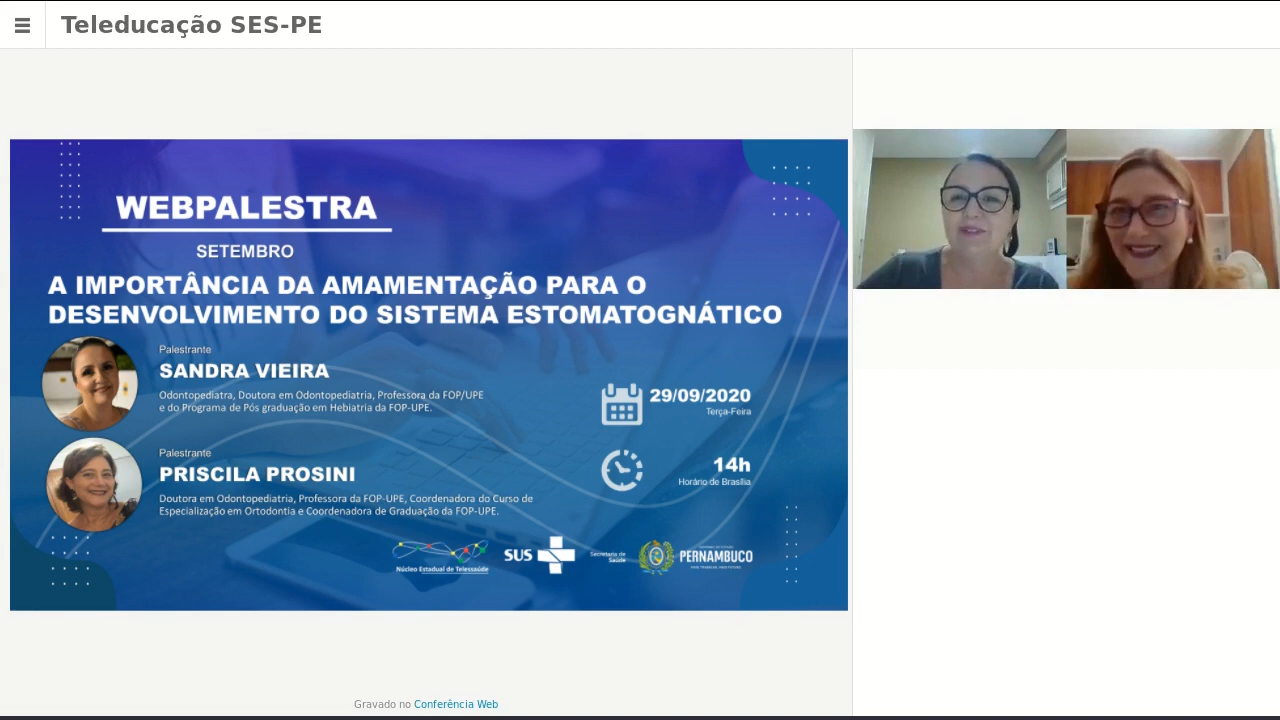 Teleducação SES-PE
WEBPALESTRA
SETEMBRO
A IMPORTÂNCIA DA AMAMENTAÇÃO PARA O
DESENVOLVIMENTO DO SISTEMA ESTOMATOGNÁTICO
Palestrante
SANDRA VIEIRA
Odontopediatra, Doutora em Odontopediatria, Professora da FOP/UPE
e do Programa de Pós graduação em Hebiatria da FOP-UPE.
29/09/2020
Terça-Feira
Palestrante
PRISCILA PROSINI
Doutora em Odontopediatria, Professora da FOP-UPE, Coordenadora do Curso de
Especialização em Ortodontia e Coordenadora de Graduação da FOP-UPE.
14h
Horário de Brasília
Núcleo Estadual de Telessaúde
SUS
Secretaria de
Saúde
PERNAMBUCO
Gravado no Conferência Web